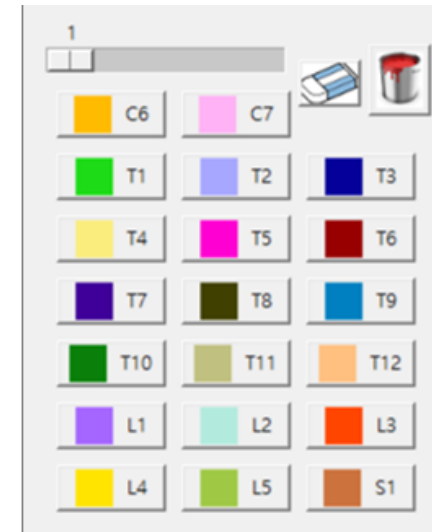 1
C6 C7
T1 T2 T3
T4 T5 T6
T7 T8 T9
T10 T11 T12
L1 L2 L3
L4 L5 S1